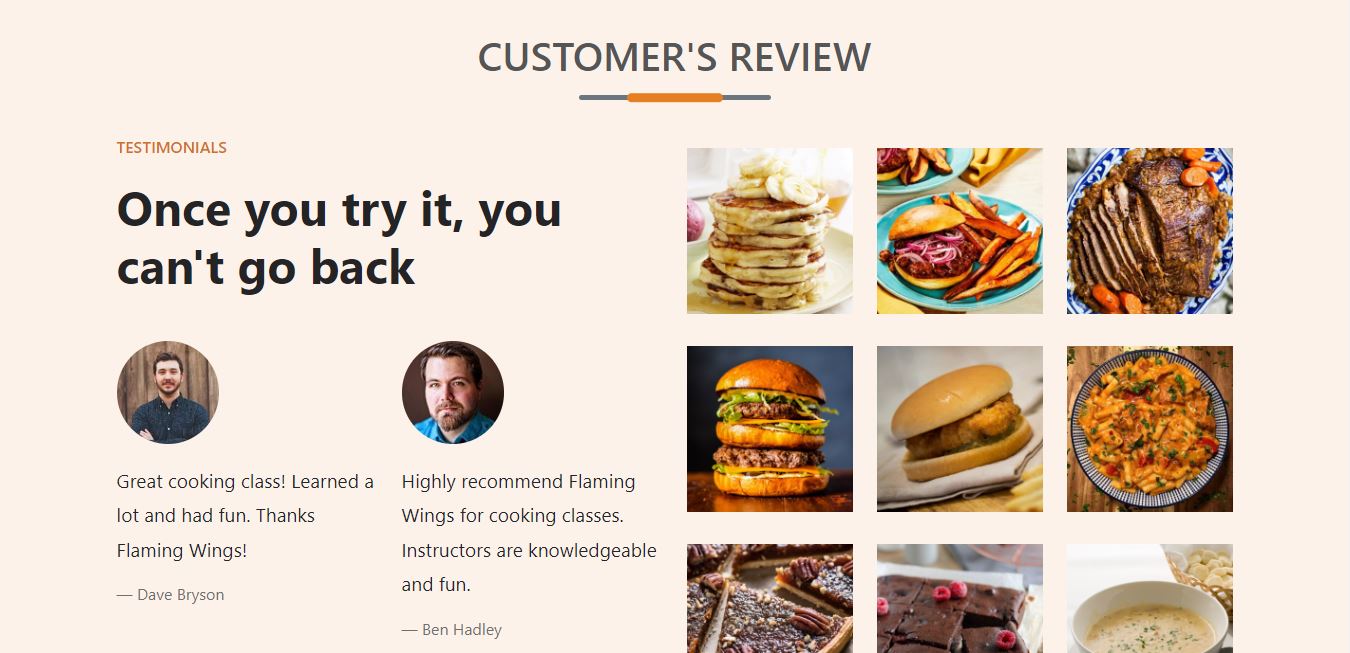 CUSTOMER'S REVIEW
TESTIMONIALS
Once you try it, you
can't go back
Great cooking class! Learned a
lot and had fun. Thanks
Flaming Wings!
— Dave Bryson
Highly recommend Flaming
Wings for cooking classes.
Instructors are knowledgeable
and fun.
— Ben Hadley